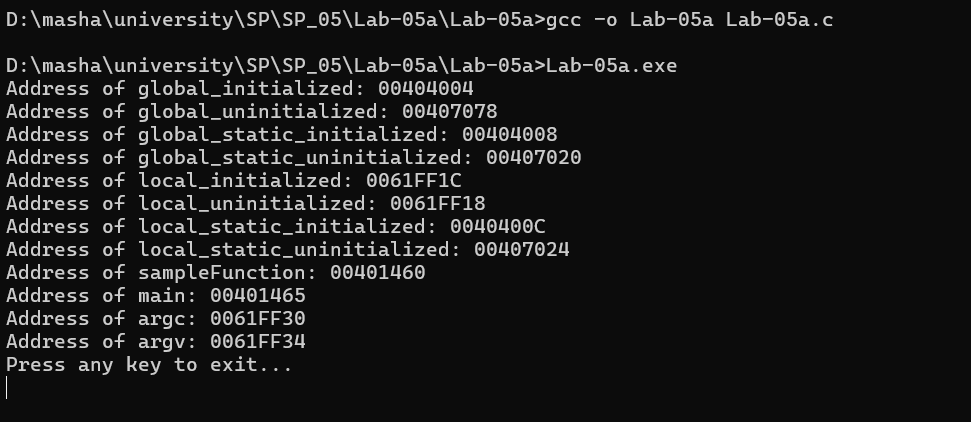 D:\masha\university\SP\SP_05\Lab-05a\Lab-05a>gcc -o Lab-05a Lab-05a.c
D:\masha\university\SP\SP_05\Lab-05a\Lab-05a>Lab-05a.exe
Address of global_initialized: 00404004
Address of global_uninitialized: 00407078
Address of global_static_initialized: 00404008
Address of global_static_uninitialized: 00407020
Address of local_initialized: 0061FF1C
Address of local_uninitialized: 0061FF18
Address of local_static_initialized: 0040400C
Address of local_static_uninitialized: 00407024
Address of sampleFunction: 00401460
Address of main: 00401465
Address of argc: 0061FF30
Address of argv: 0061FF34
Press any key to exit...